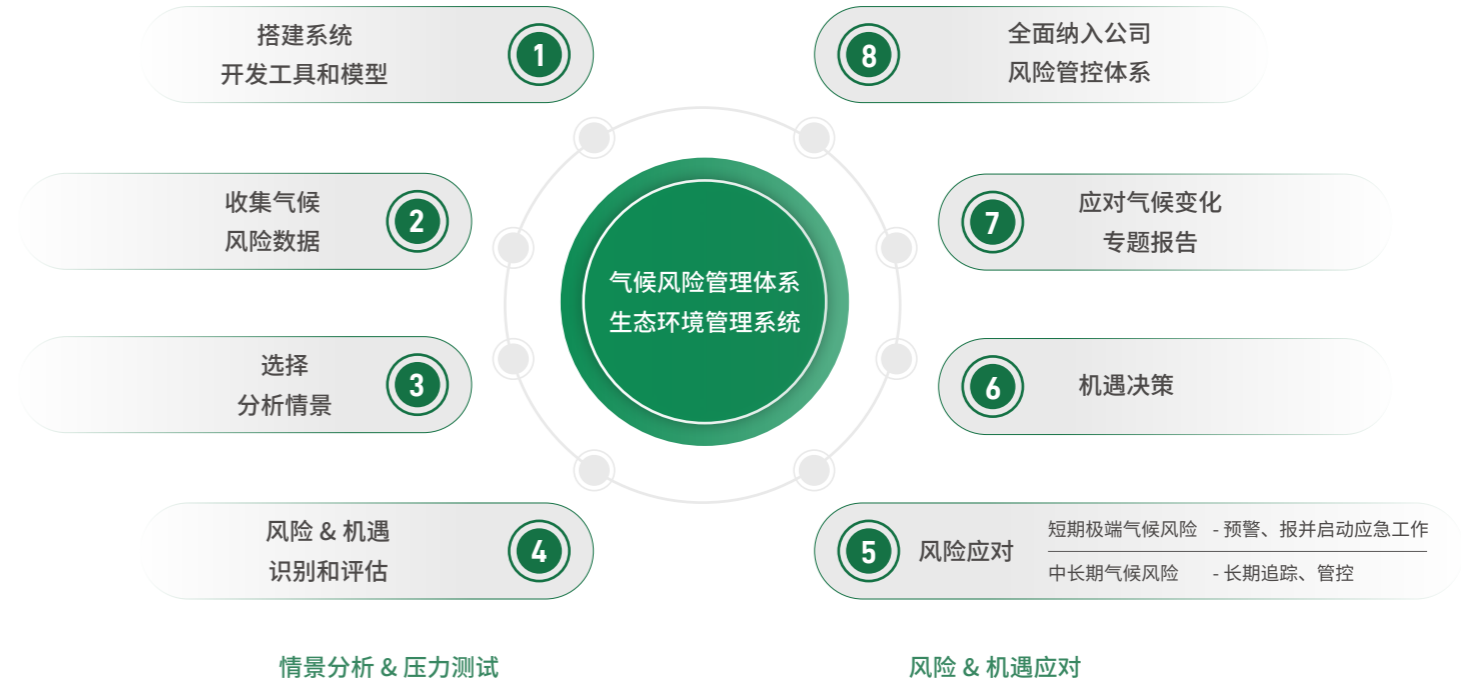 1
搭建系统
开发工具和模型
2
收集气候
风险数据
3
选择
分析情景
4
风险 & 机遇
识别和评估
情景分析 & 压力测试
气候风险管理体系
生态环境管理系统
8
全面纳入公司
风险管控体系
7
应对气候变化
专题报告
6
机遇决策
5
风险应对
短期极端气候风险 - 预警、报并启动应急工作
中长期气候风险 - 长期追踪、管控
风险 & 机遇应对